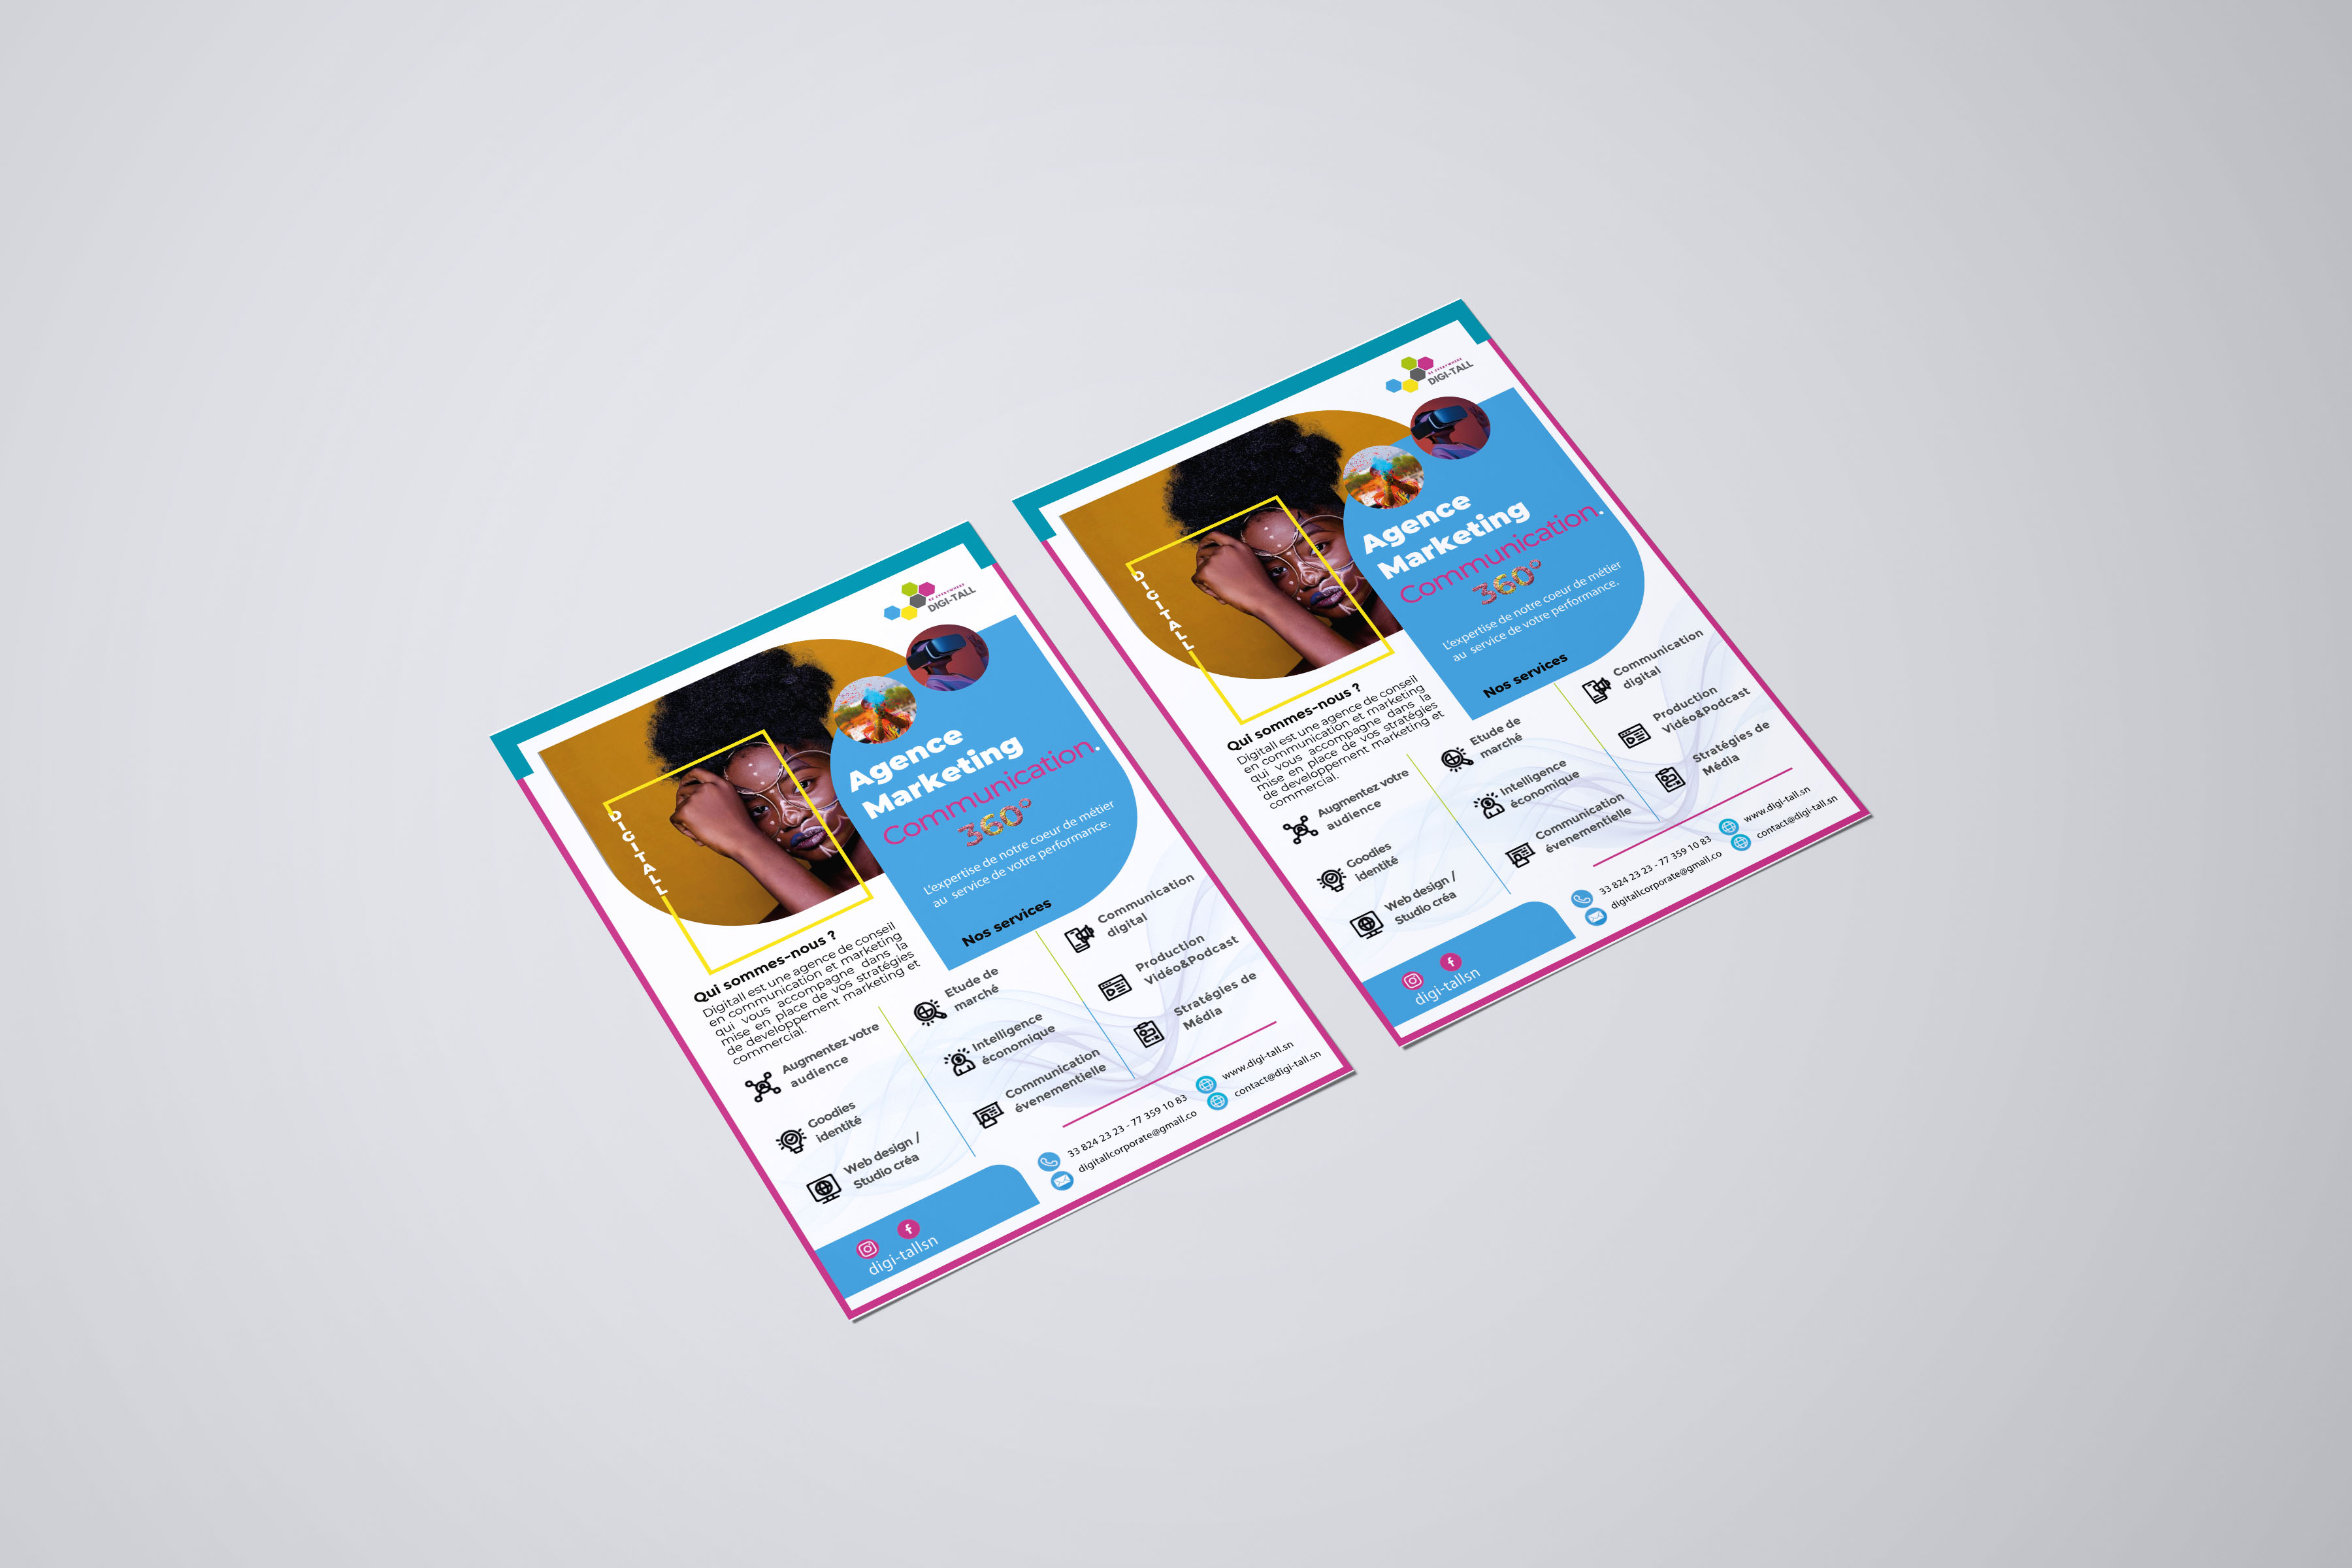 BE EVERYWHERE
DIGI-TALL
DIGITALL
Agence
Marketing
Communication.
360°
L'expertise de notre coeur de métier
au service de votre performance.
Qui sommes-nous ?
Digitall est une agence de conseil
en communication et marketing
qui vous accompagne dans la
mise en place de vos stratégies
de developpement marketing et
commercial.
Nos services
Augmentez votre
audience
Goodies
identité
Web design /
Studio créa
Etude de
marché
Intelligence
économique
Communication
évenementielle
Communication
digital
Production
Vidéo&Podcast
Stratégies de
Média
33 824 23 23 - 77 359 10 83
digitallcorporate@gmail.co
www.digi-tall.sn
contact@digi-tall.sn
digi-tallsn
BE EVERYWHERE
DIGI-TALL
DIGITALL
Agence
Marketing
Communication.
360°
L'expertise de notre coeur de métier
au service de votre performance.
Qui sommes-nous ?
Digitall est une agence de conseil
en communication et marketing
qui vous accompagne dans la
mise en place de vos stratégies
de developpement marketing et
commercial.
Nos services
Augmentez votre
audience
Goodies
identité
Web design /
Studio créa
Etude de
marché
Intelligence
économique
Communication
évenementielle
Communication
digital
Production
Vidéo&Podcast
Stratégies de
Média
33 824 23 23 - 77 359 10 83
digitallcorporate@gmail.co
www.digi-tall.sn
contact@digi-tall.sn
digi-tallsn